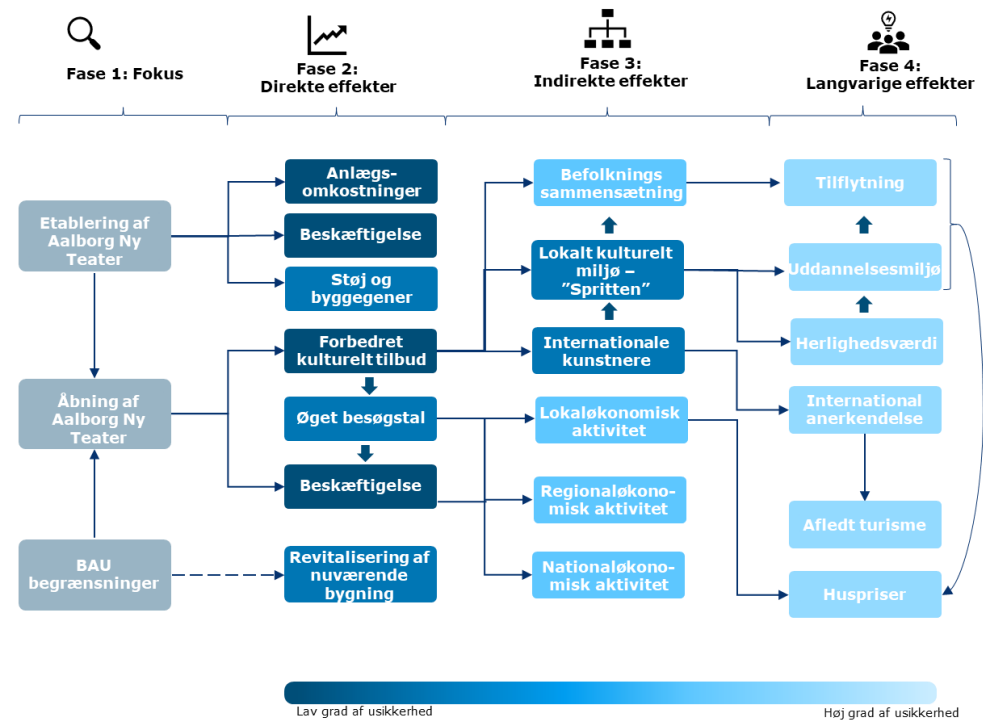 Fase 1: Fokus
Fase 2:
Direkte effekter
Fase 3:
Indirekte effekter
Fase 4:
Langvarige effekter
Etablering af
Aalborg Ny
Teater
Åbning af
Aalborg Ny
Teater
BAU
begrænsninger
Anlægs-
omkostninger
Beskæftigelse
Støj og
byggegener
Forbedret
kulturelt tilbud
Øget besøgstal
Beskæftigelse
Revitalisering af
nuværende
bygning
Befolknings
sammensætning
Lokalt kulturelt
miljø –
”Spritten”
Internationale
kunstnere
Lokaløkonomisk
aktivitet
Regionaløkono-
misk aktivitet
Nationaløkono-
misk aktivitet
Tilflytning
Uddannelsesmiljø
Herlighedsværdi
International
anerkendelse
Afledt turisme
Huspriser
Lav grad af usikkerhed
Høj grad af usikkerhed